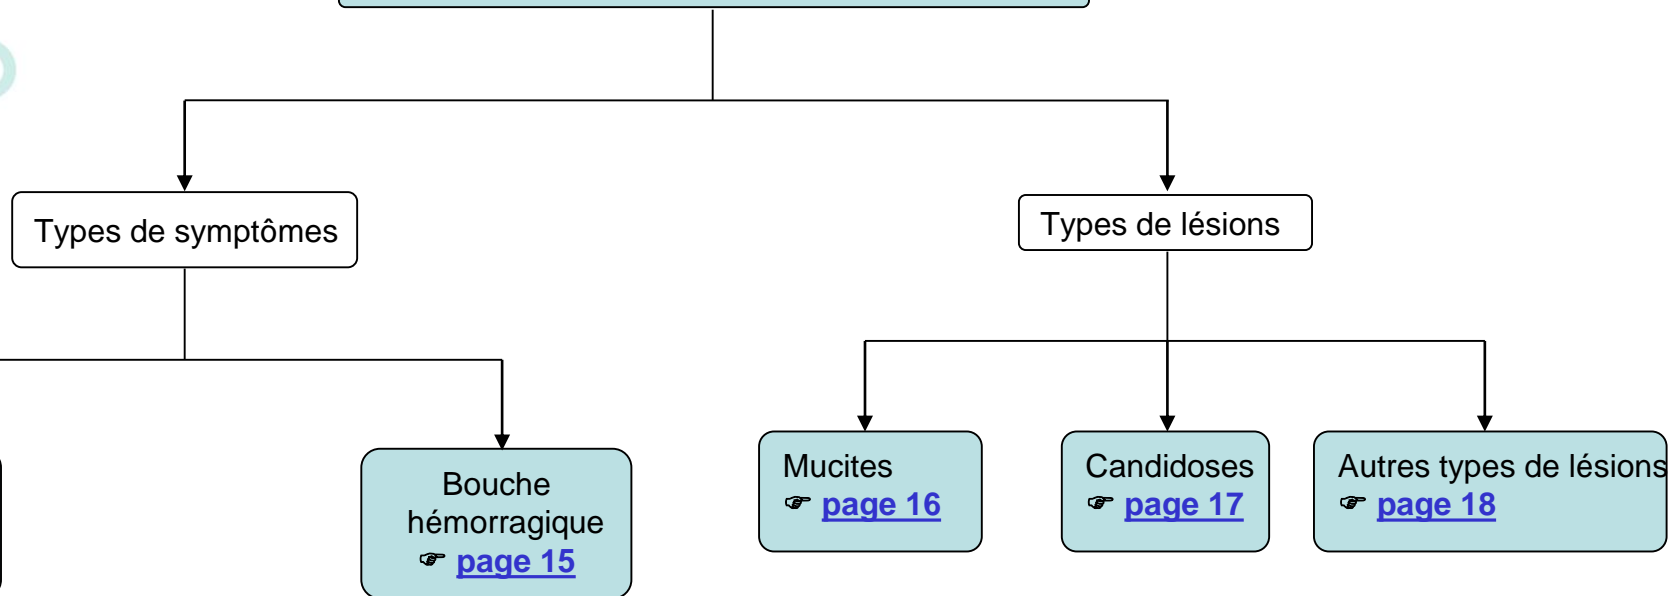 Types de symptômes
Types de lésions
Bouche
hémorragique
☞ page 15
Mucites
☞ page 16
Candidoses
☞ page 17
Autres types de lésions
☞ page 18